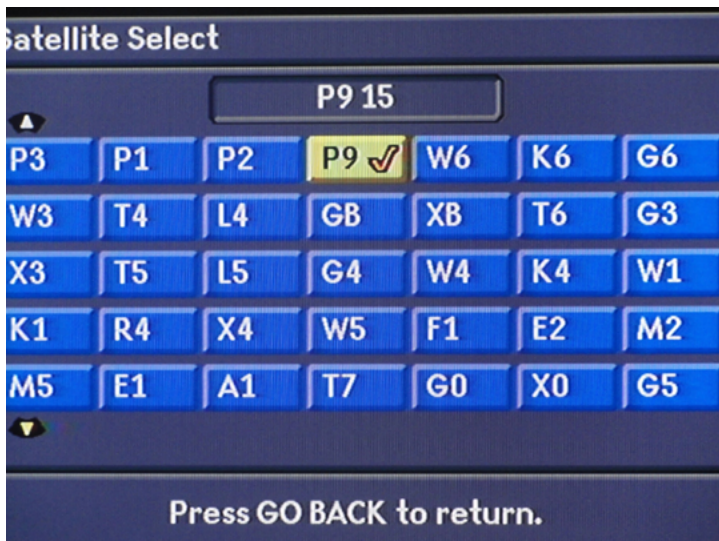 Satellite Select
P9 15
P3 P1 P2 P9 W6 K6 G6
W3 T4 L4 GB XB T6 G3
X3 T5 L5 G4 W4 K4 W1
K1 R4 X4 W5 F1 E2 M2
M5 E1 A1 T7 G0 X0 G5
Press GO BACK to return.